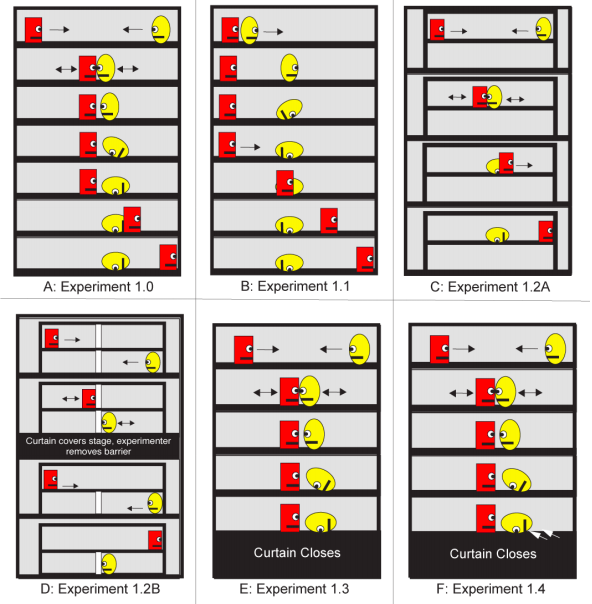 A: Experiment 1.0
B: Experiment 1.1
C: Experiment 1.2A
Curtain covers stage, experimenter
removes barrier
D: Experiment 1.2B
Curtain Closes
E: Experiment 1.3
Curtain Closes
F: Experiment 1.4